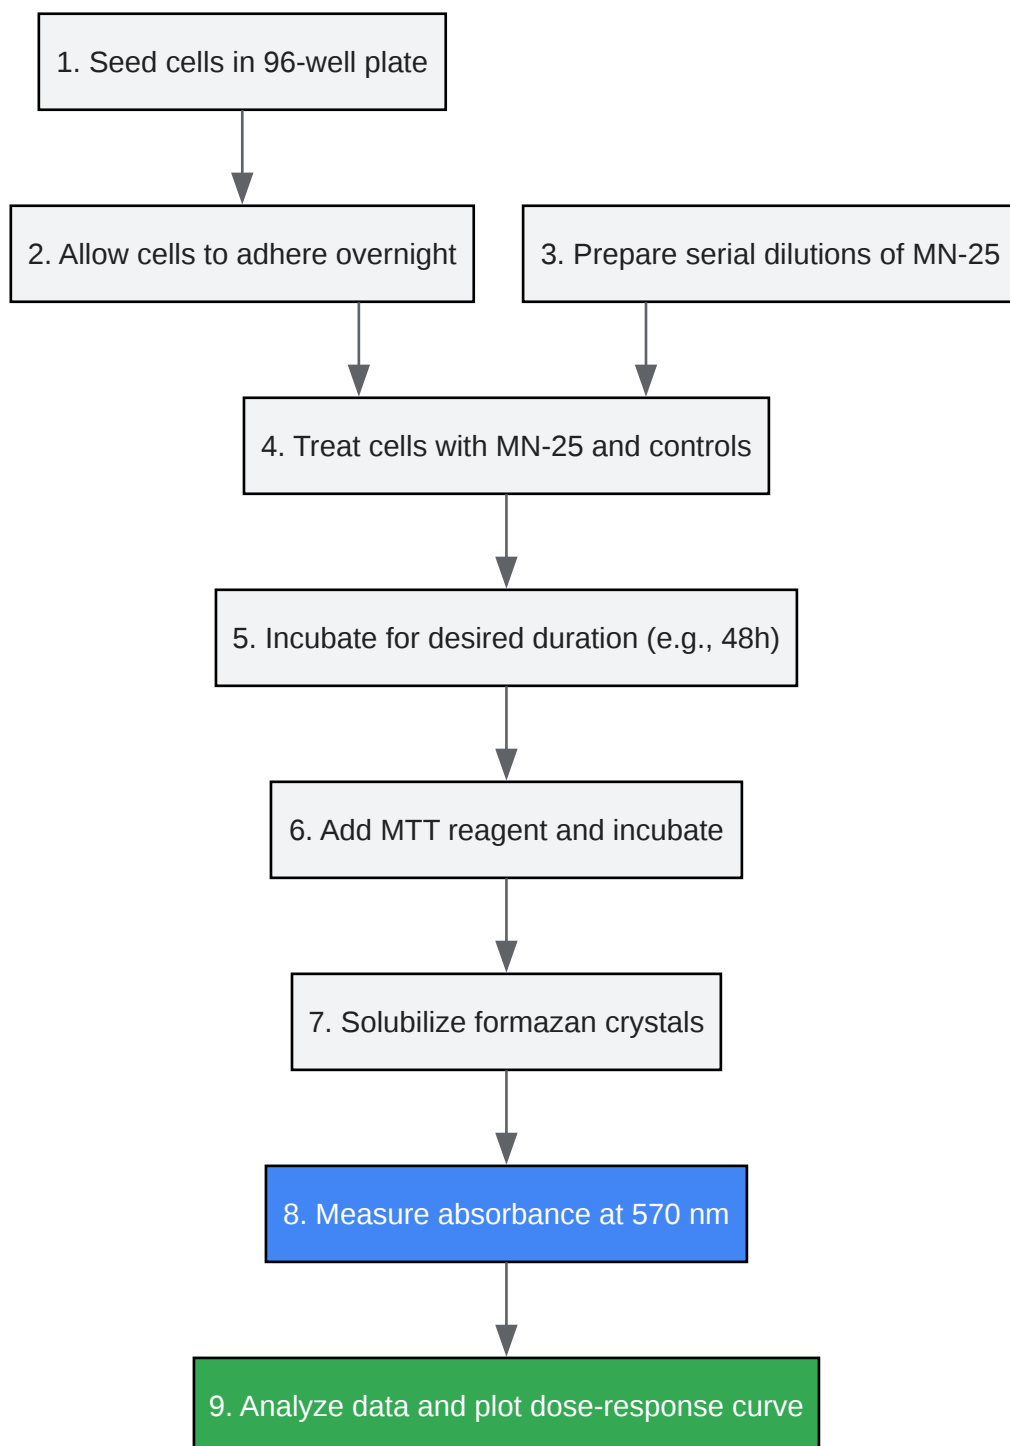 1. Seed cells in 96-well plate
2. Allow cells to adhere overnight
3. Prepare serial dilutions of MN-25
4. Treat cells with MN-25 and controls
5. Incubate for desired duration (e.g., 48h)
6. Add MTT reagent and incubate
7. Solubilize formazan crystals
8. Measure absorbance at 570 nm
9. Analyze data and plot dose-response curve